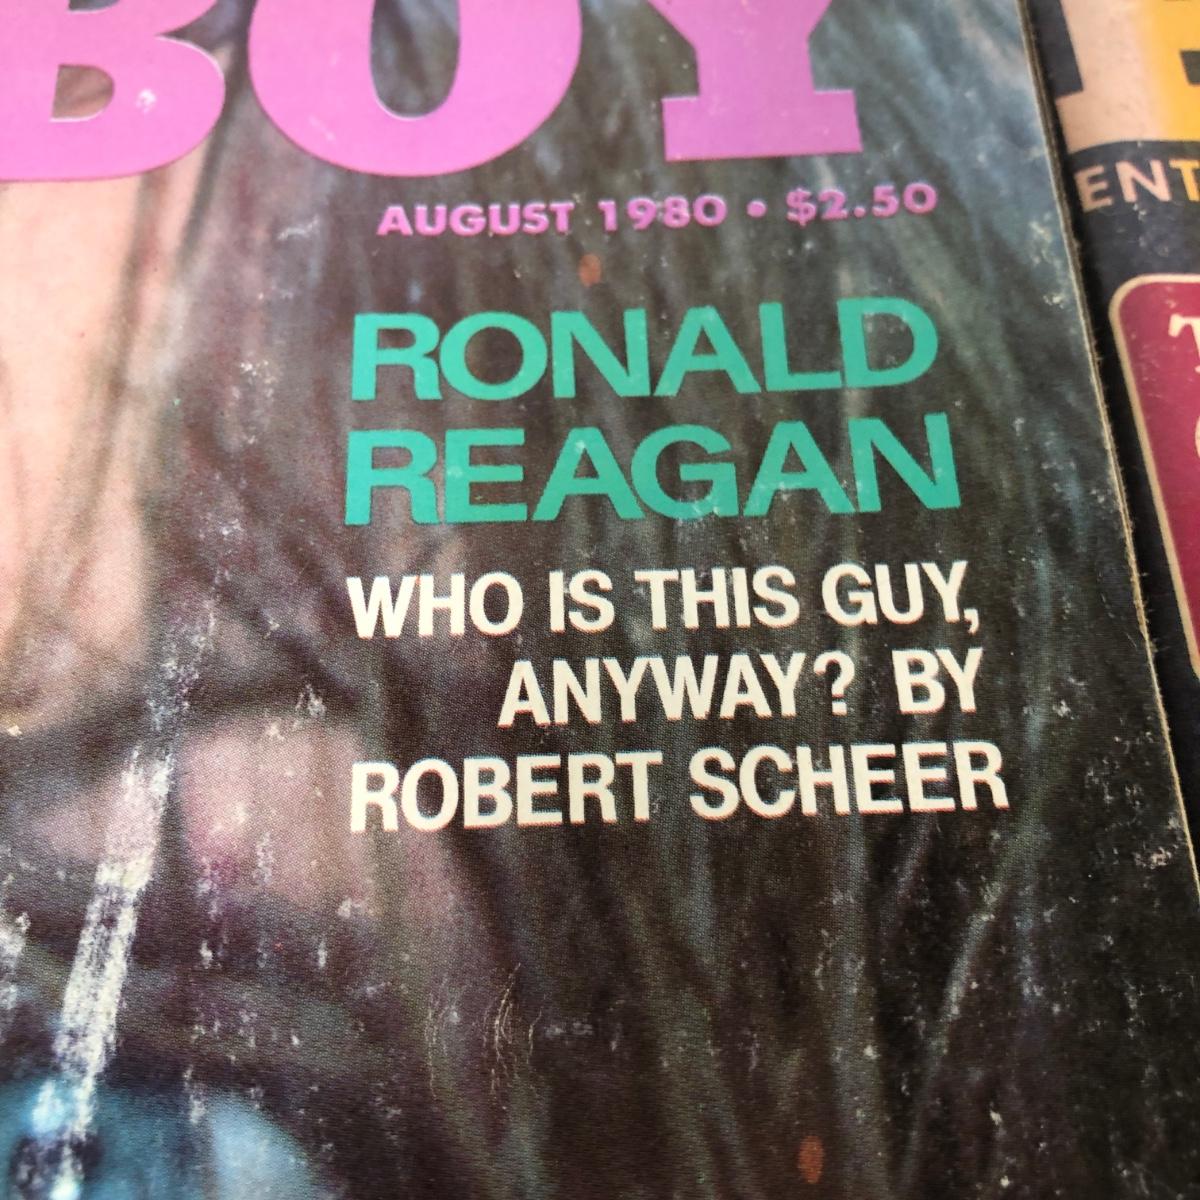 BOY
AUGUST 1980 • $2.50
RONALD
REAGAN
WHO IS THIS GUY,
ANYWAY? BY
ROBERT SCHEER
ENT